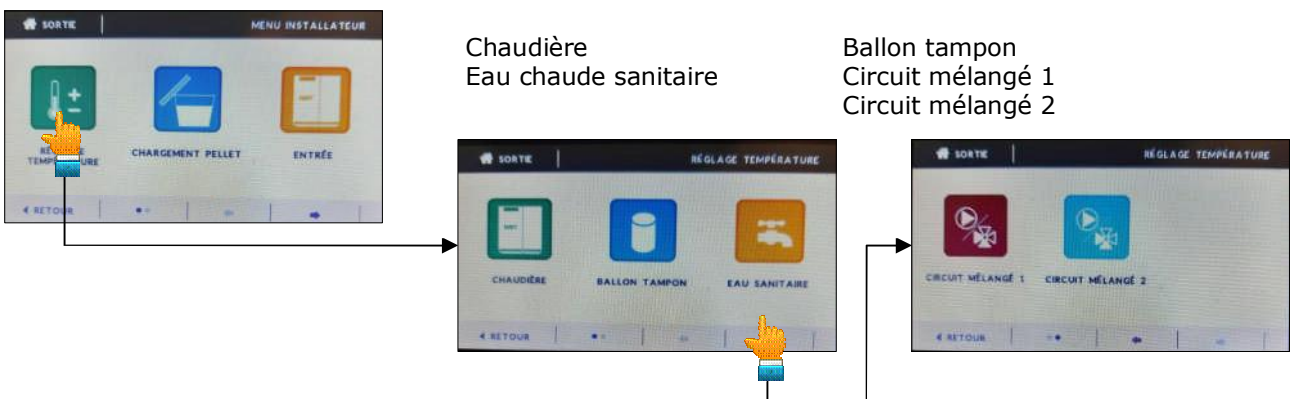 SORTIE
MENU INSTALLATEUR
TEMPÉRATURE
CHARGEMENT PELLET
ENTRÉE
RETOUR
Chaudière
Eau chaude sanitaire
Ballon tampon
Circuit mélangé 1
Circuit mélangé 2
SORTIE
RÉGLAGE TEMPÉRATURE
CHAUDIÈRE
BALLON TAMPON
EAU SANITAIRE
RETOUR
SORTIE
RÉGLAGE TEMPÉRATURE
CIRCUIT MÉLANGÉ 1
CIRCUIT MÉLANGÉ 2
RETOUR